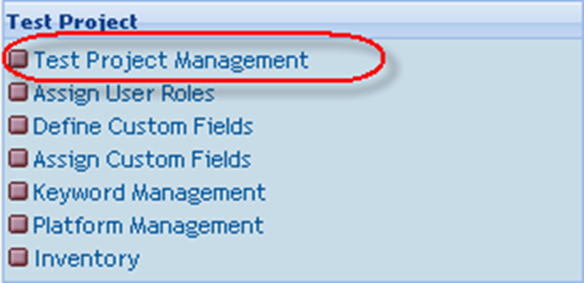 Test Project
Test Project Management
Assign User Roles
Define Custom Fields
Assign Custom Fields
Keyword Management
Platform Management
Inventory